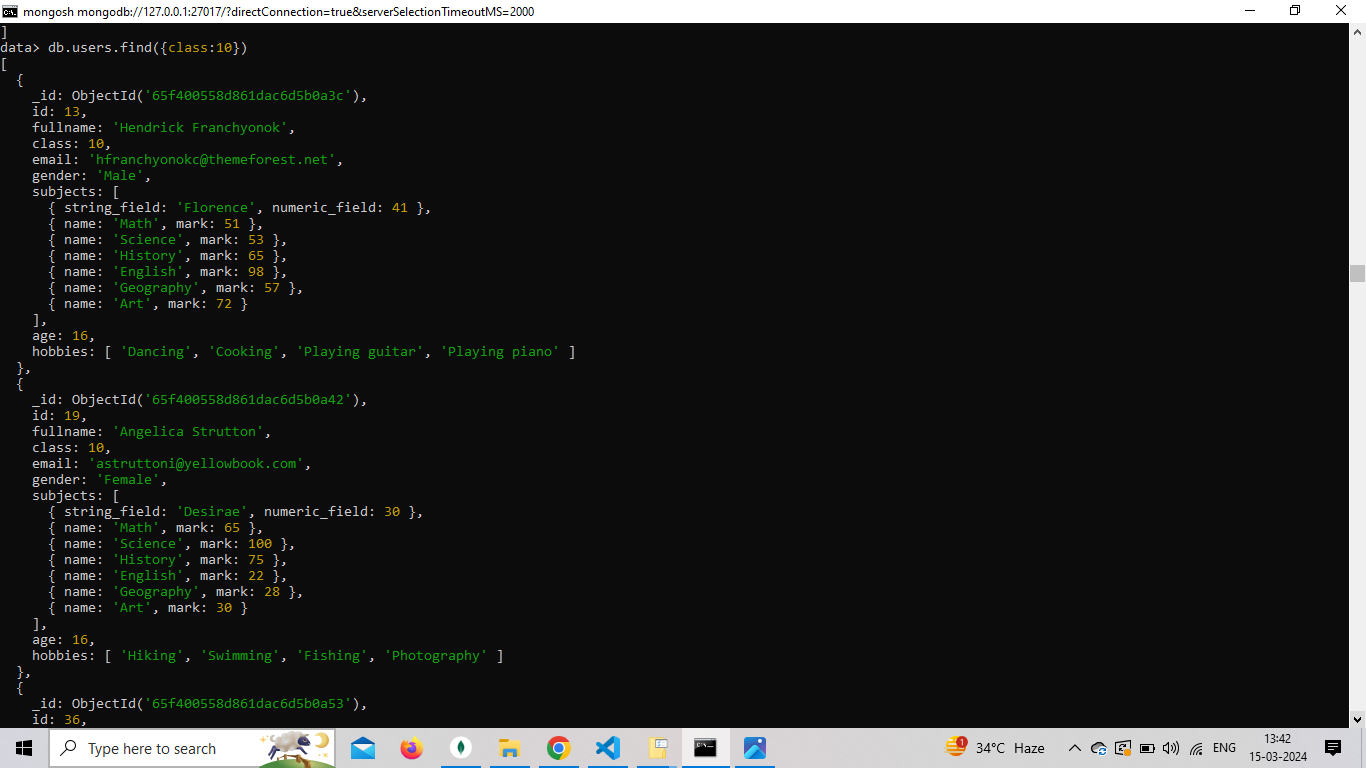 mongosh mongodb://127.0.0.1:27017/?directConnection=true&serverSelectionTimeoutMS=2000
]
data> db.users.find({class:10})
[
  {
    _id: ObjectId('65f400558d861dac6d5b0a3c'),
    id: 13,
    fullname: 'Hendrick Franchyonok',
    class: 10,
    email: 'hfranchyonokc@themeforest.net',
    gender: 'Male',
    subjects: [
      { string_field: 'Florence', numeric_field: 41 },
      { name: 'Math', mark: 51 },
      { name: 'Science', mark: 53 },
      { name: 'History', mark: 65 },
      { name: 'English', mark: 98 },
      { name: 'Geography', mark: 57 },
      { name: 'Art', mark: 72 }
    ],
    age: 16,
    hobbies: [ 'Dancing', 'Cooking', 'Playing guitar', 'Playing piano' ]
  },
  {
    _id: ObjectId('65f400558d861dac6d5b0a42'),
    id: 19,
    fullname: 'Angelica Strutton',
    class: 10,
    email: 'astruttoni@yellowbook.com',
    gender: 'Female',
    subjects: [
      { string_field: 'Desirae', numeric_field: 30 },
      { name: 'Math', mark: 65 },
      { name: 'Science', mark: 100 },
      { name: 'History', mark: 75 },
      { name: 'English', mark: 22 },
      { name: 'Geography', mark: 28 },
      { name: 'Art', mark: 30 }
    ],
    age: 16,
    hobbies: [ 'Hiking', 'Swimming', 'Fishing', 'Photography' ]
  },
  {
    _id: ObjectId('65f400558d861dac6d5b0a53'),
    id: 36,
Type here to search
1
34°C Haze
ENG
13:42
15-03-2024